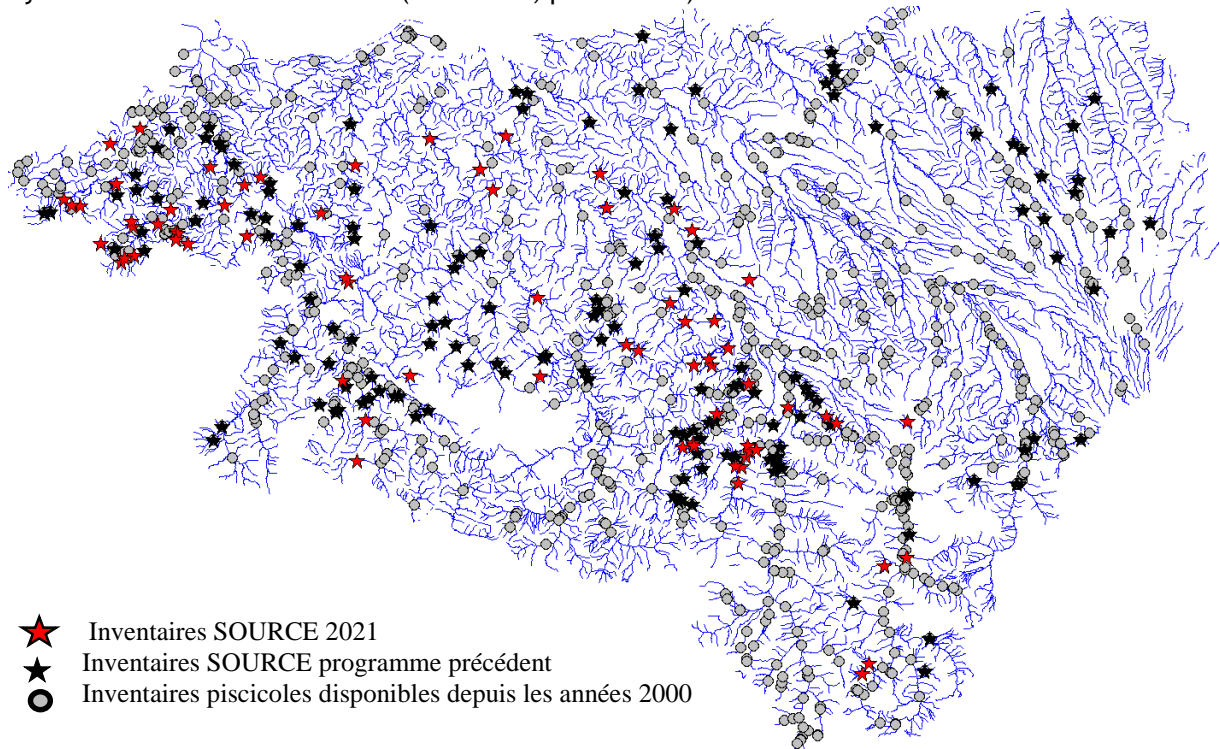 Inventaires SOURCE 2021
Inventaires SOURCE programme précédent
Inventaires piscicoles disponibles depuis les années 2000